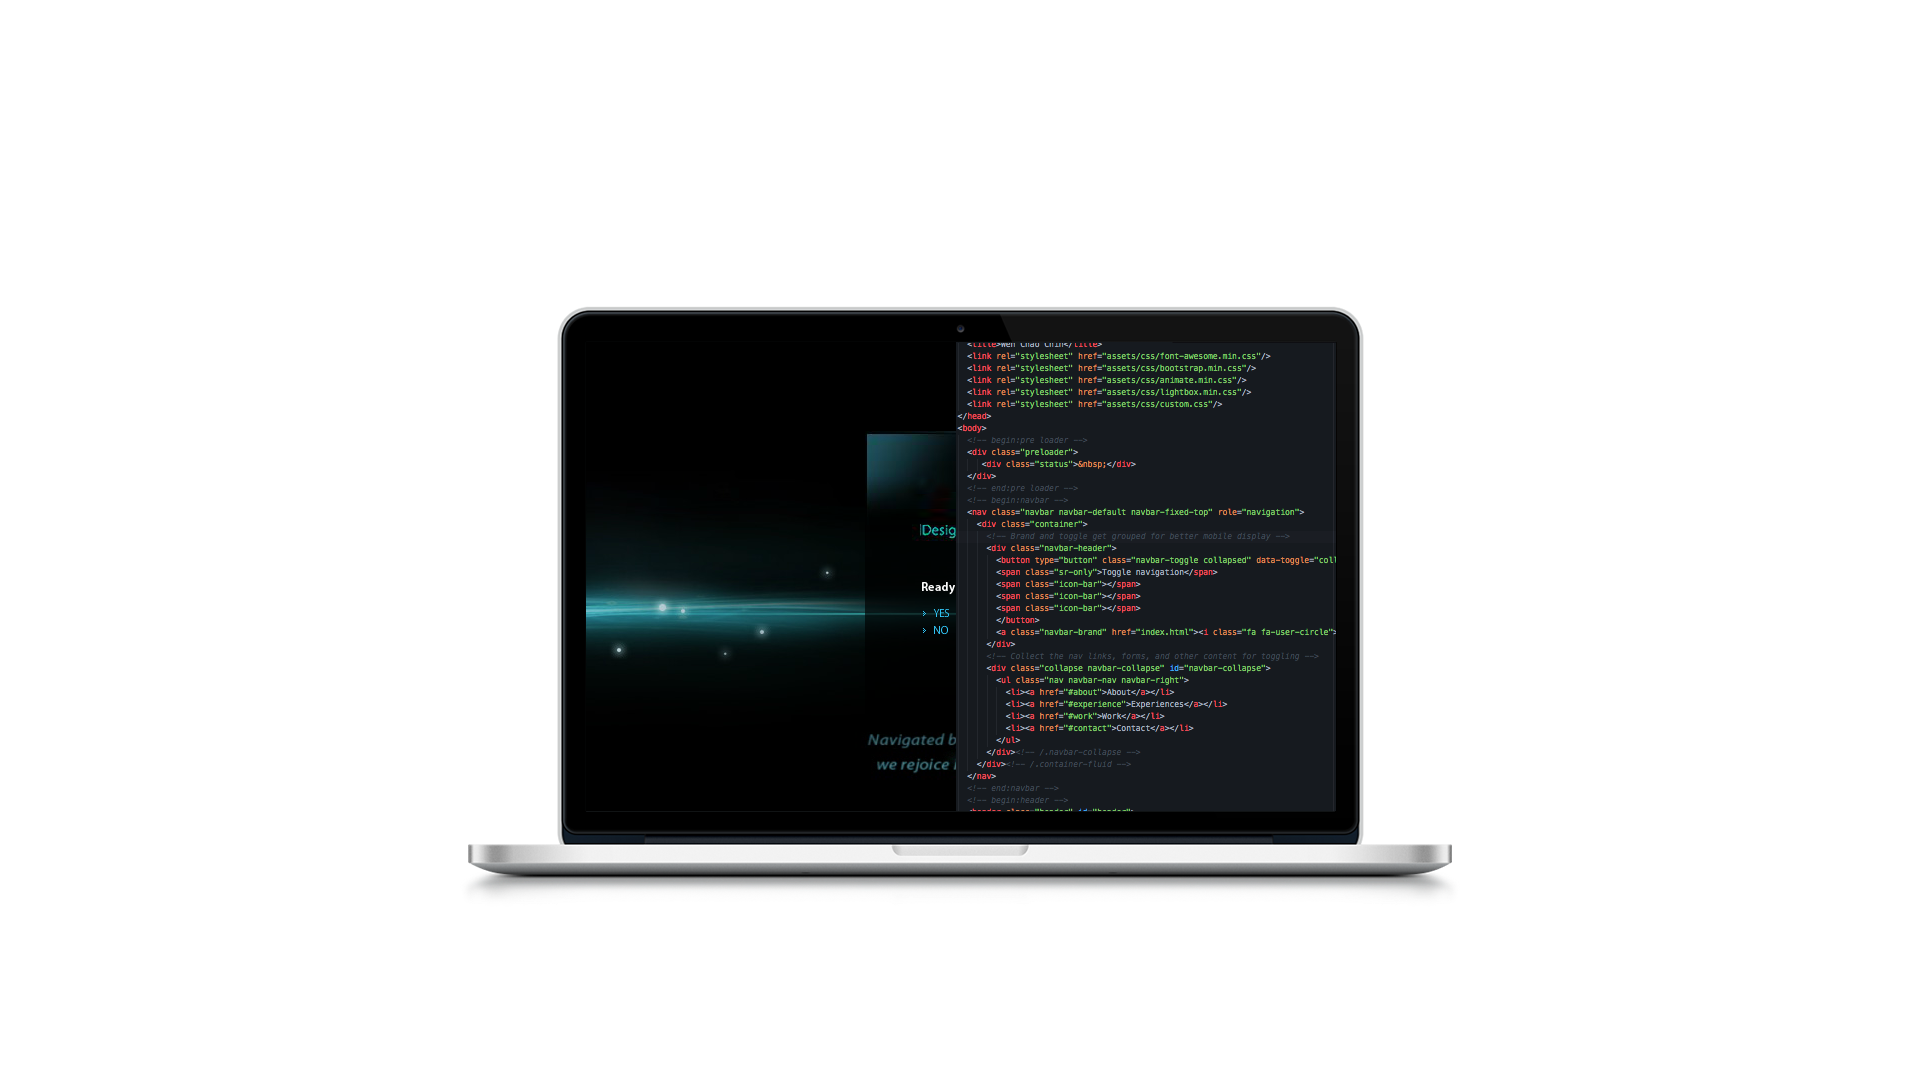 Design
Ready
› YES
› NO
Navigated b
we rejoice
<title>Wen Chao Chin</title>
<link rel="stylesheet" href="assets/css/font-awesome.min.css"/>
<link rel="stylesheet" href="assets/css/bootstrap.min.css"/>
<link rel="stylesheet" href="assets/css/animate.min.css"/>
<link rel="stylesheet" href="assets/css/lightbox.min.css"/>
<link rel="stylesheet" href="assets/css/custom.css"/>
</head>
<body>
<!-- begin:pre loader -->
<div class="preloader">
<div class="status">&nbsp;</div>
</div>
<!-- end:pre loader -->
<!-- begin:navbar -->
<nav class="navbar navbar-default navbar-fixed-top" role="navigation">
<div class="container">
<!-- Brand and toggle get grouped for better mobile display -->
<div class="navbar-header">
<button type="button" class="navbar-toggle collapsed" data-toggle="coll
<span class="sr-only">Toggle navigation</span>
<span class="icon-bar"></span>
<span class="icon-bar"></span>
<span class="icon-bar"></span>
</button>
<a class="navbar-brand" href="index.html"><i class="fa fa-user-circle">
</div>
<!-- Collect the nav links, forms, and other content for toggling -->
<div class="collapse navbar-collapse" id="navbar-collapse">
<ul class="nav navbar-nav navbar-right">
<li><a href="#about">About</a></li>
<li><a href="#experience">Experiences</a></li>
<li><a href="#work">Work</a></li>
<li><a href="#contact">Contact</a></li>
</ul>
</div><!-- /.navbar-collapse -->
</div><!-- /.container-fluid -->
</nav>
<!-- end:navbar -->
<!-- begin:header -->
<header class="header" id="header">